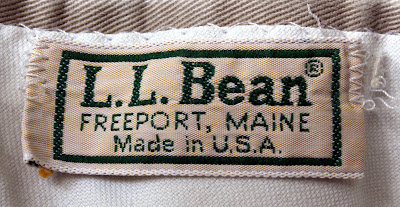 L.L.Bean®
FREEPORT, MAINE
Made in U.S.A.